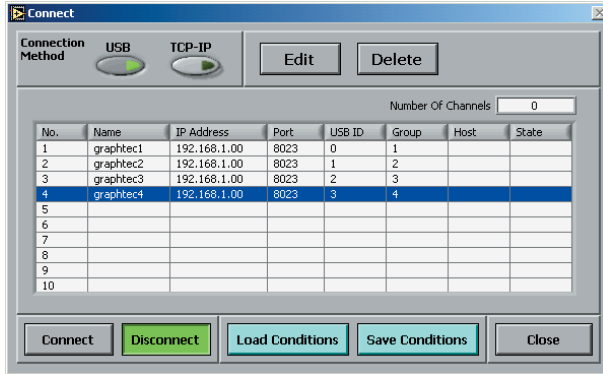 Connect
Connection Method USB TCP-IP Edit Delete
Number Of Channels 0
No. Name IP Address Port USB ID Group Host State
1 graphtec1 192.168.1.00 8023 0 1
2 graphtec2 192.168.1.00 8023 1 2
3 graphtec3 192.168.1.00 8023 2 3
4 graphtec4 192.168.1.00 8023 3 4
5
6
7
8
9
10
Connect Disconnect Load Conditions Save Conditions Close